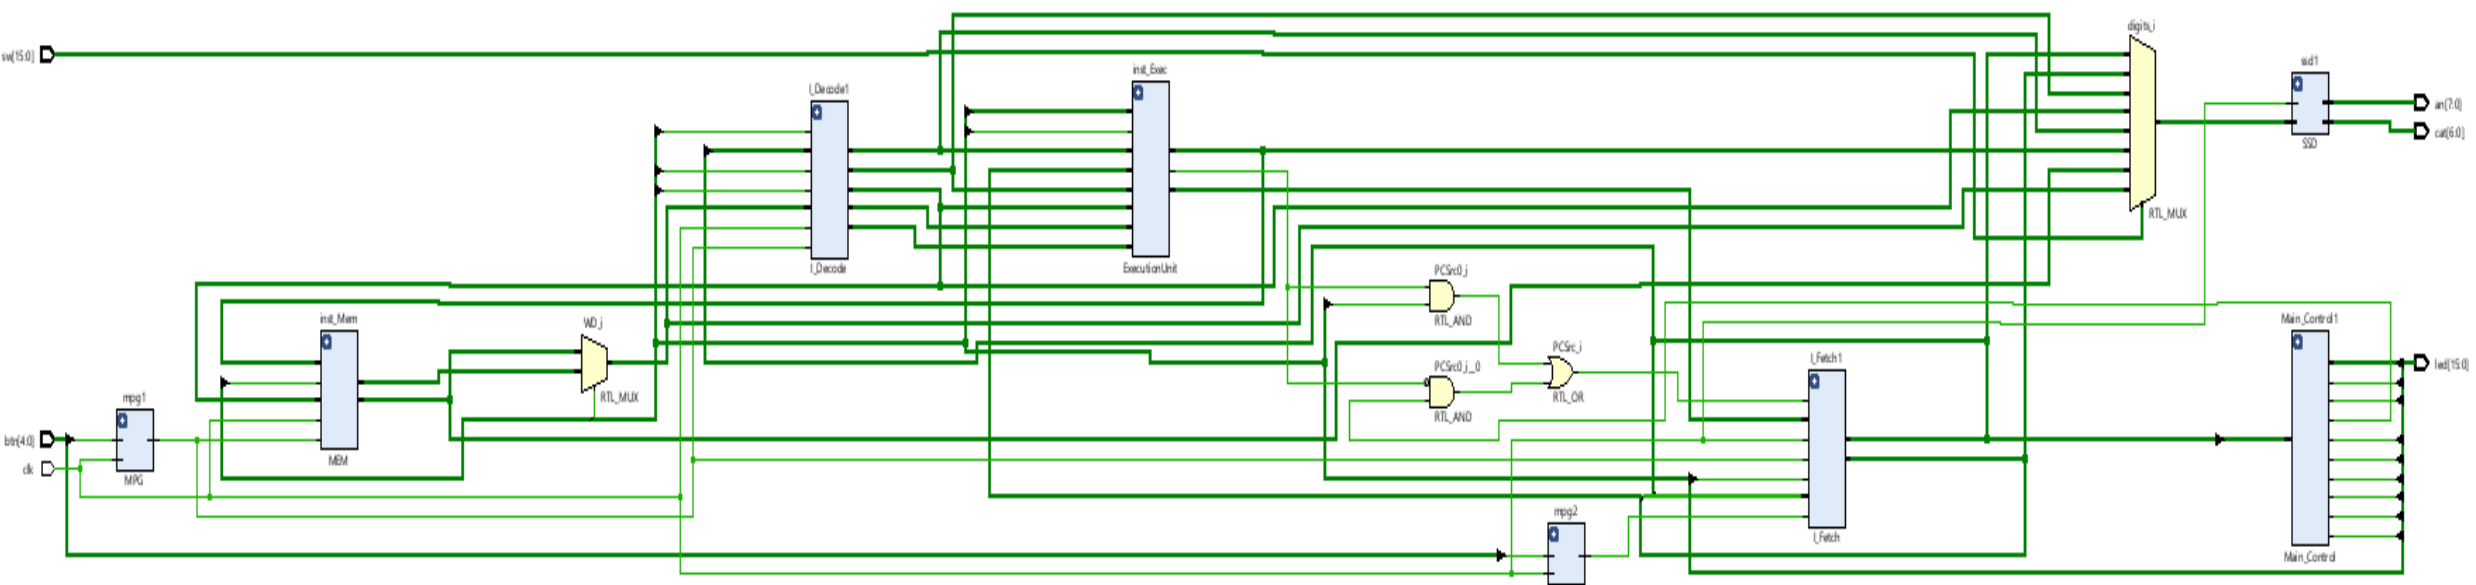 digits_i
sw[15:0]
ssd1
inst_Exec
I_Decode1
an[7:0]
cat[6:0]
SSD
RTL_MUX
I_Decode
ExecutionUnit
PCSrc0_i
inst_Mem
WD_i
RTL_AND
Main_Control1
PCSrc_i
I_Fetch1
led[15:0]
PCSrc0_i__0
mpg1
RTL_MUX
RTL_OR
RTL_AND
btn[4:0]
MEM
clk
MPG
mpg2
I_Fetch
Main_Control